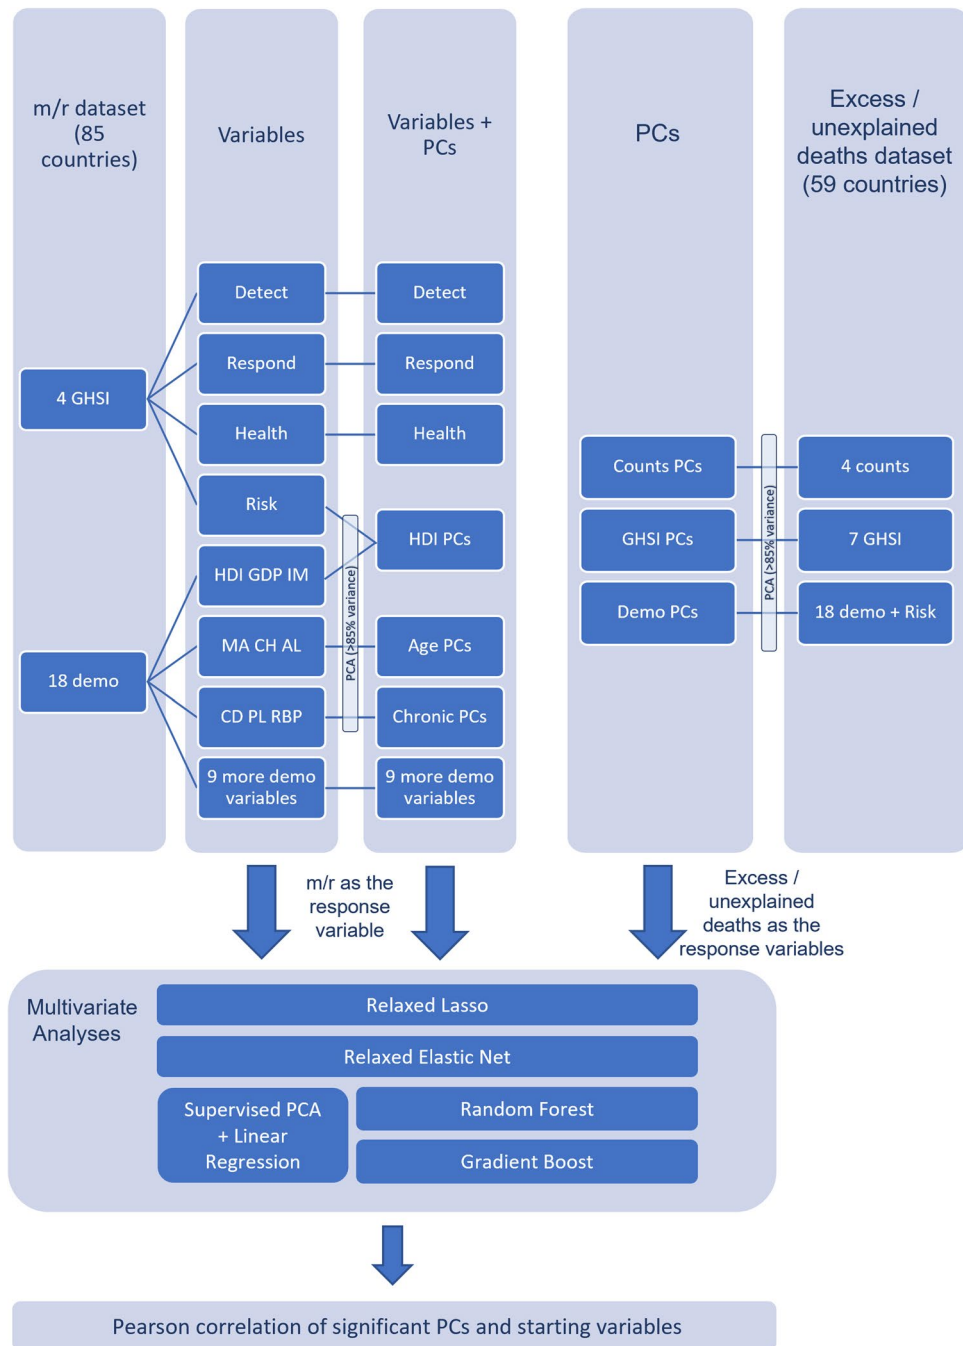 m/r dataset
(85
countries)
Variables
Variables +
PCs
PCs
Excess /
unexplained
deaths dataset
(59 countries)
4 GHSI
18 demo
Detect
Respond
Health
Risk
HDI GDP IM
MA CH AL
CD PL RBP
9 more demo
variables
PCA (>85% variance)
Detect
Respond
Health
HDI PCs
Age PCs
Chronic PCs
9 more demo
variables
Counts PCs
GHSI PCs
Demo PCs
PCA (>85% variance)
4 counts
7 GHSI
18 demo + Risk
m/r as the
response
variable
Excess /
unexplained
deaths as the
response variables
Multivariate
Analyses
Relaxed Lasso
Relaxed Elastic Net
Supervised PCA
+ Linear
Regression
Random Forest
Gradient Boost
Pearson correlation of significant PCs and starting variables